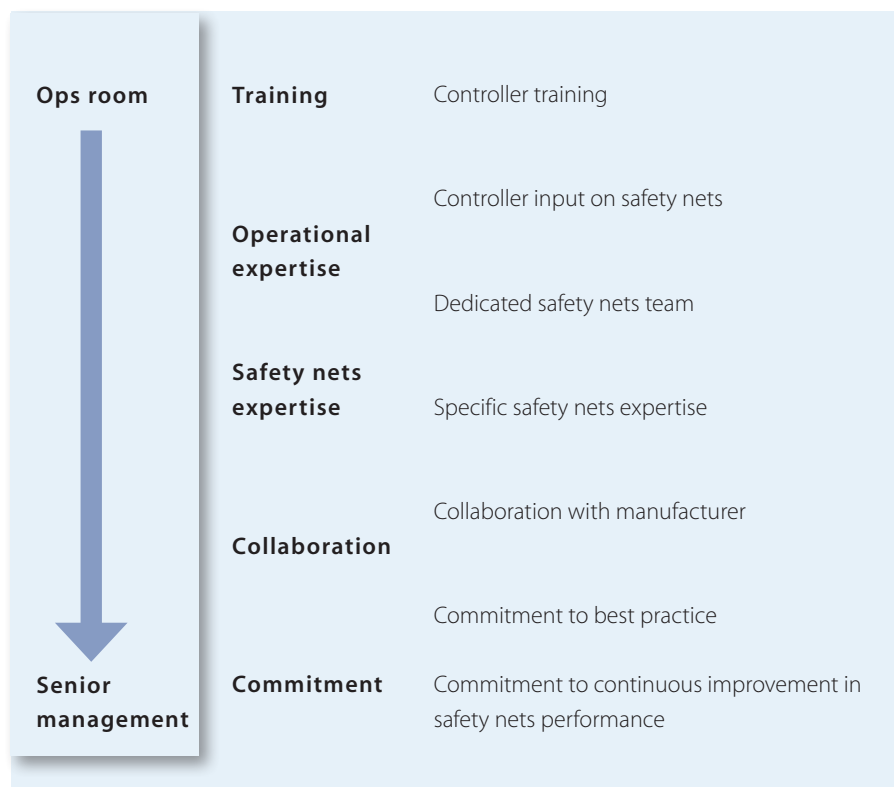 Ops room
Training
Controller training
Controller input on safety nets
Operational
expertise
Dedicated safety nets team
Safety nets
expertise
Specific safety nets expertise
Collaboration with manufacturer
Collaboration
Commitment to best practice
Senior
management
Commitment
Commitment to continuous improvement in
safety nets performance